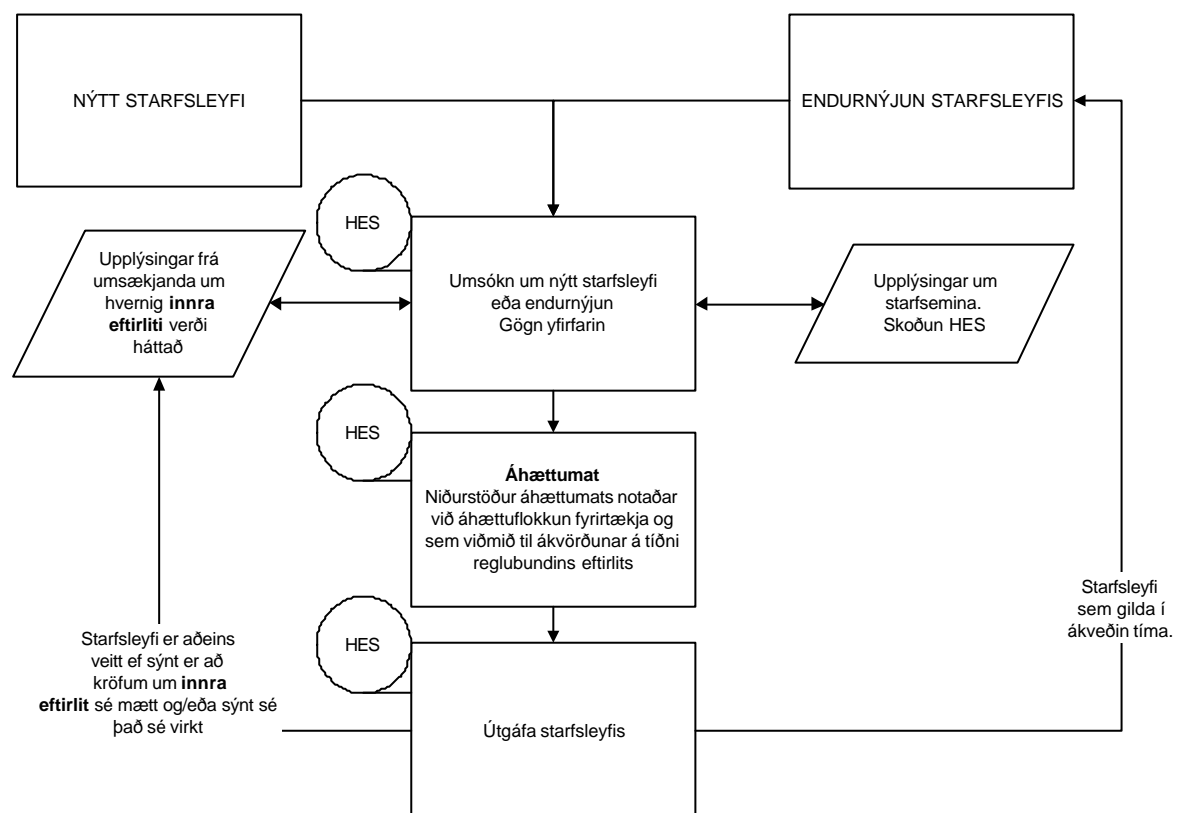 NÝTT STARFSLEYFI
ENDURNÝJUN STARFSLEYFIS
HES
Upplýsingar frá
umsækjanda um
hvernig innra
eftirliti verði
háttað
Umsókn um nýtt starfsleyfi
eða endurnýjun
Gögn yfirfarin
Upplýsingar um
starfsemina.
Skoðun HES
HES
Áhættumat
Niðurstöður áhættumats notaðar
við áhættuflokkun fyrirtækja og
sem viðmið til ákvörðunar á tíðni
reglubundins eftirlits
Starfsleyfi
sem gilda í
ákveðin tíma.
Starfsleyfi er aðeins
veitt ef sýnt er að
kröfum um innra
eftirlit sé mætt og/eða sýnt sé
það sé virkt
HES
Útgáfa starfsleyfis